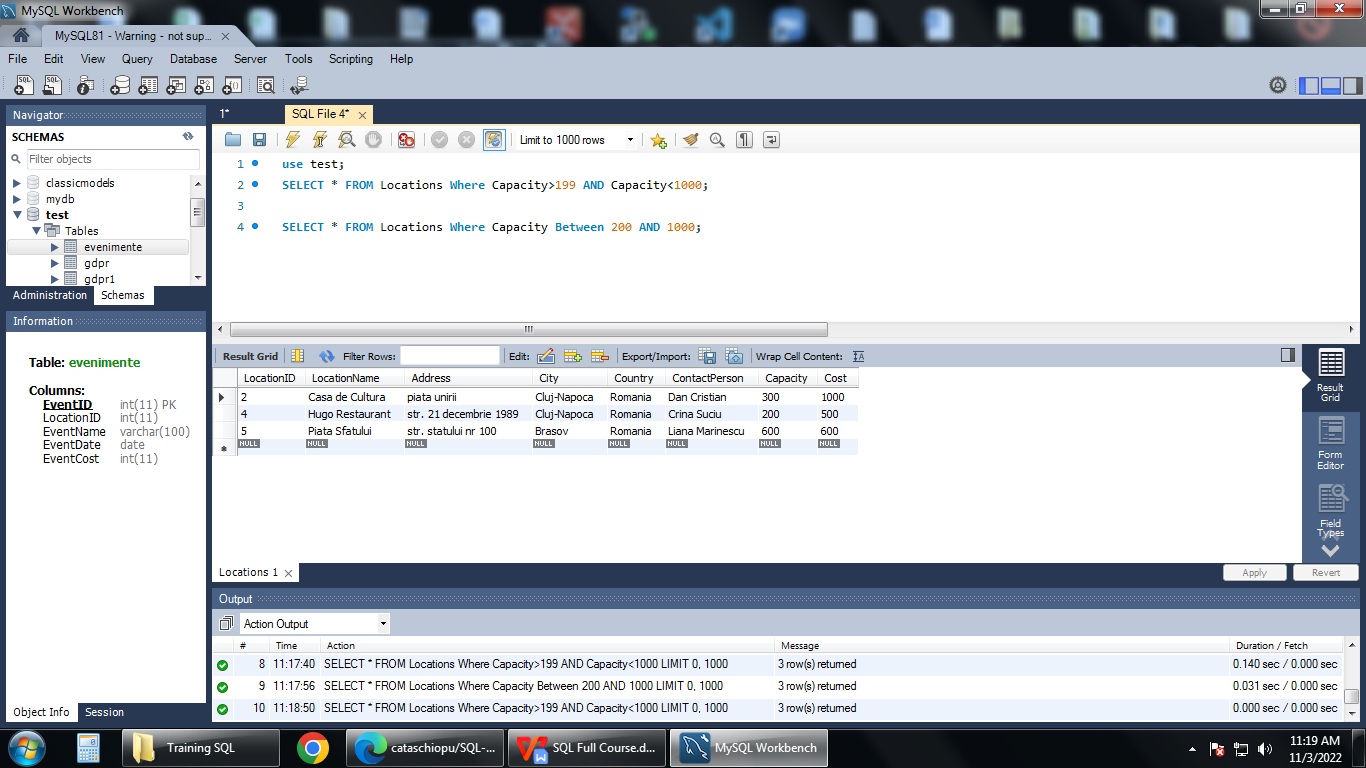 MySQL Workbench
MySQL81 - Warning - not sup...
File Edit View Query Database Server Tools Scripting Help
Navigator
SCHEMAS
Filter objects
classicmodels
mydb
test
Tables
evenimente
gdpr
gdpr1
Administration Schemas
Information
Table: evenimente
Columns:
EventID int(11) PK
LocationID int(11)
EventName varchar(100)
EventDate date
EventCost int(11)
Object Info Session
1* SQL File 4*
Limit to 1000 rows
1 use test;
2 SELECT * FROM Locations Where Capacity>199 AND Capacity<1000;
3
4 SELECT * FROM Locations Where Capacity Between 200 AND 1000;
Result Grid Filter Rows: Edit: Export/Import: Wrap Cell Content:
LocationID LocationName Address City Country ContactPerson Capacity Cost
2 Casa de Cultura piata unirii Cluj-Napoca Romania Dan Cristian 300 1000
4 Hugo Restaurant str. 21 decembrie 1989 Cluj-Napoca Romania Crina Suciu 200 500
5 Piata Sfatului str. statului nr 100 Brasov Romania Liana Marinescu 600 600
NULL NULL NULL NULL NULL NULL NULL NULL
Result Grid
Form Editor
Field Types
Locations 1
Apply Revert
Output
Action Output
# Time Action Message Duration / Fetch
8 11:17:40 SELECT * FROM Locations Where Capacity>199 AND Capacity<1000 LIMIT 0, 1000 3 row(s) returned 0.140 sec / 0.000 sec
9 11:17:56 SELECT * FROM Locations Where Capacity Between 200 AND 1000 LIMIT 0, 1000 3 row(s) returned 0.031 sec / 0.000 sec
10 11:18:50 SELECT * FROM Locations Where Capacity>199 AND Capacity<1000 LIMIT 0, 1000 3 row(s) returned 0.000 sec / 0.000 sec
Training SQL cataschiopu/SQL-... SQL Full Course.d... MySQL Workbench
11:19 AM
11/3/2022